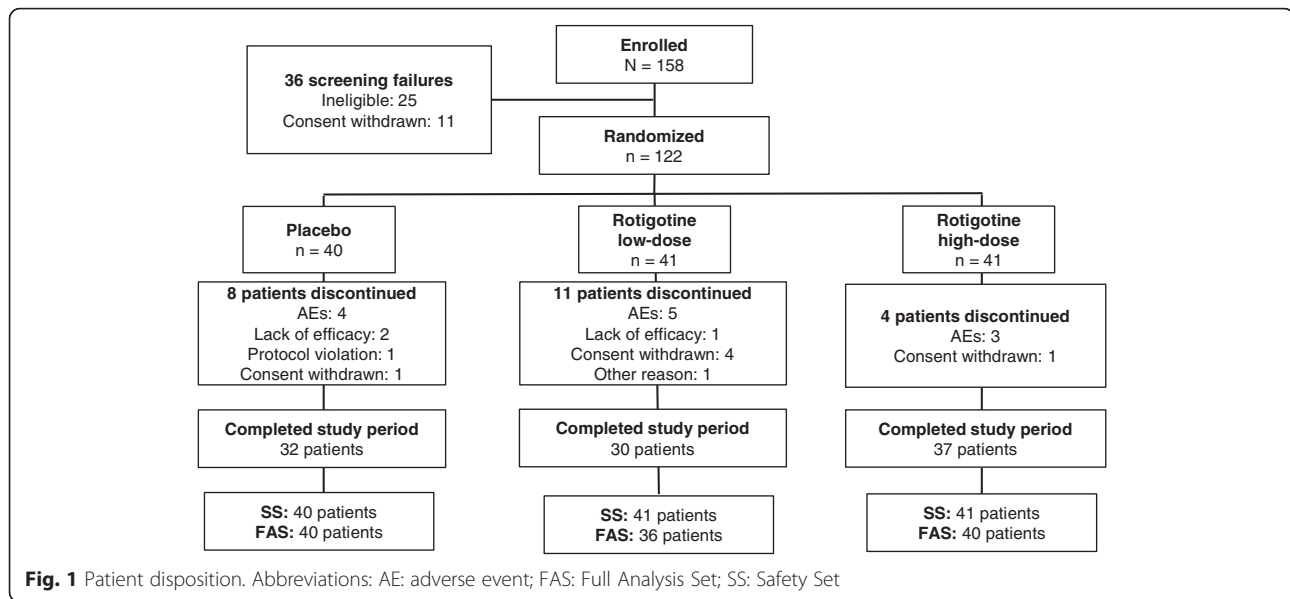 Enrolled
N = 158
36 screening failures
Ineligible: 25
Consent withdrawn: 11
Randomized
n = 122
Placebo
n = 40
Rotigotine
low-dose
n = 41
Rotigotine
high-dose
n = 41
8 patients discontinued
AEs: 4
Lack of efficacy: 2
Protocol violation: 1
Consent withdrawn: 1
11 patients discontinued
AEs: 5
Lack of efficacy: 1
Consent withdrawn: 4
Other reason: 1
4 patients discontinued
AEs: 3
Consent withdrawn: 1
Completed study period
32 patients
Completed study period
30 patients
Completed study period
37 patients
SS: 40 patients
FAS: 40 patients
SS: 41 patients
FAS: 36 patients
SS: 41 patients
FAS: 40 patients
Fig. 1 Patient disposition. Abbreviations: AE: adverse event; FAS: Full Analysis Set; SS: Safety Set